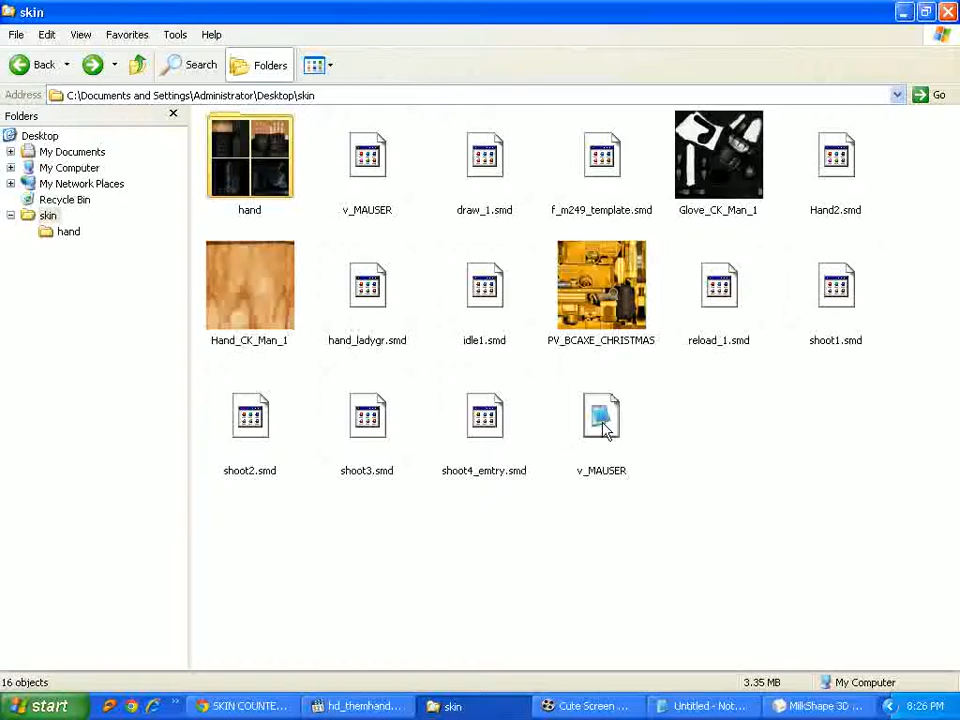 skin
File Edit View Favorites Tools Help
Back Search Folders
Address C:\Documents and Settings\Administrator\Desktop\skin Go
Folders
Desktop
My Documents
My Computer
My Network Places
Recycle Bin
skin
hand
hand v_MAUSER draw_1.smd f_m249_template.smd Glove_CK_Man_1 Hand2.smd
Hand_CK_Man_1 hand_ladygr.smd idle1.smd PV_BCAXE_CHRISTMAS reload_1.smd shoot1.smd
shoot2.smd shoot3.smd shoot4_emtry.smd v_MAUSER
16 objects 3.35 MB My Computer
start SKIN COUNTE... hd_themhand.... skin Cute Screen ... Untitled - Not... MilkShape 3D ... 8:26 PM